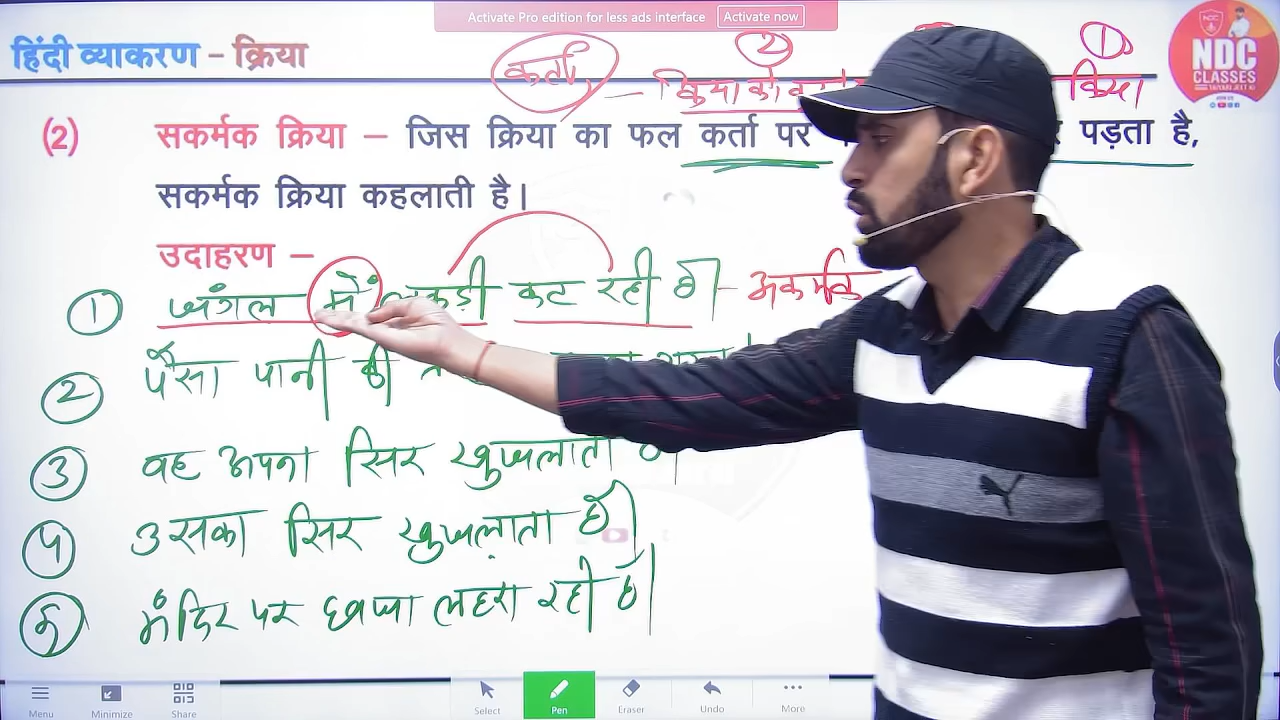 Activate Pro edition for less ads interface Activate now
हिंदी व्याकरण – क्रिया
कर्ता – क्रिया को
②
①
क्रिया
NDC
CLASSES
(2) सकर्मक क्रिया – जिस क्रिया का फल कर्ता पर पड़ता है,
सकर्मक क्रिया कहलाती है।
उदाहरण –
① जंगल में लकड़ी कट रही है। – अकर्मक
② पैसा पानी की
③ वह अपना सिर खुजलाता है।
④ उसका सिर खुजलाता है।
⑤ मंदिर पर ध्वजा लहरा रही है।
Menu Minimize Share Select Pen Eraser Undo More